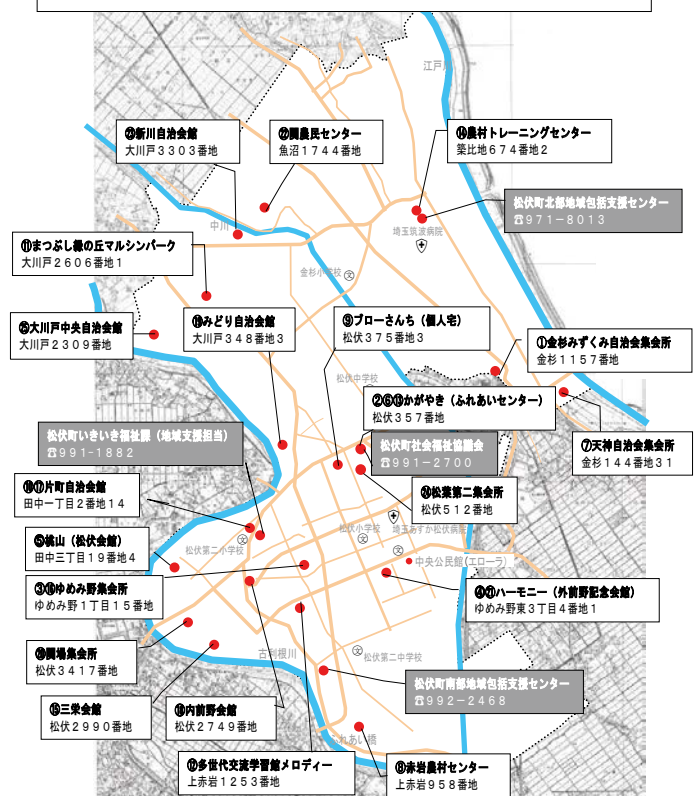 江戸川
㉓新川自治会館
大川戸3303番地
㉒関農民センター
魚沼1744番地
⑭農村トレーニングセンター
築比地674番地2
松伏町北部地域包括支援センター
☎971-8013
中川
埼玉筑波病院
⑪まつぶし緑の丘マルシンパーク
大川戸2606番地1
金杉小学校
㉕大川戸中央自治会館
大川戸2309番地
⑲みどり自治会館
大川戸348番地3
⑨ブローさんち（個人宅）
松伏375番地3
①金杉みずくみ自治会集会所
金杉1157番地
松伏中学校
②⑥⑬かがやき（ふれあいセンター）
松伏357番地
松伏町いきいき福祉課（地域支援担当）
☎991-1882
松伏町社会福祉協議会
☎991-2700
⑦天神自治会集会所
金杉144番地31
㉔松葉第二集会所
松伏512番地
片町自治会館
田中一丁目2番地14
松伏小学校
埼玉あすか松伏病院
⑤桃山（松伏会館）
田中三丁目19番地4
松伏第二小学校
中央公民館(エローラ)
③⑯ゆめみ野集会所
ゆめみ野1丁目15番地
④㉑ハーモニー（外前野記念会館）
ゆめみ野東3丁目4番地1
集会所
松伏3417番地
古利根川
松伏第二中学校
松伏町南部地域包括支援センター
☎992-2468
⑮三栄会館
松伏2990番地
内前野会館
松伏2749番地
ふれあい橋
⑫多世代交流学習館メロディー
上赤岩1253番地
⑧赤岩農村センター
上赤岩958番地